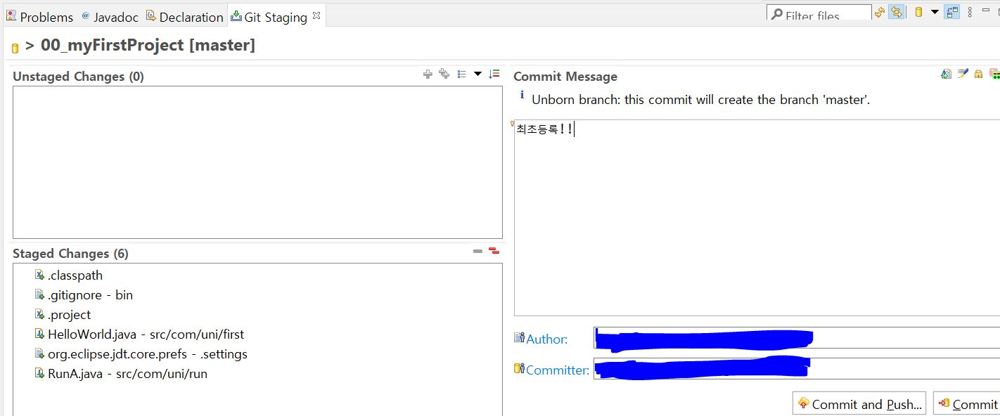 Problems @ Javadoc Declaration Git Staging
Filter files
> 00_myFirstProject [master]
Unstaged Changes (0)
Staged Changes (6)
.classpath
.gitignore - bin
.project
HelloWorld.java - src/com/uni/first
org.eclipse.jdt.core.prefs - .settings
RunA.java - src/com/uni/run
Commit Message
Unborn branch: this commit will create the branch 'master'.
최초등록!!
Author:
Committer:
Commit and Push...
Commit